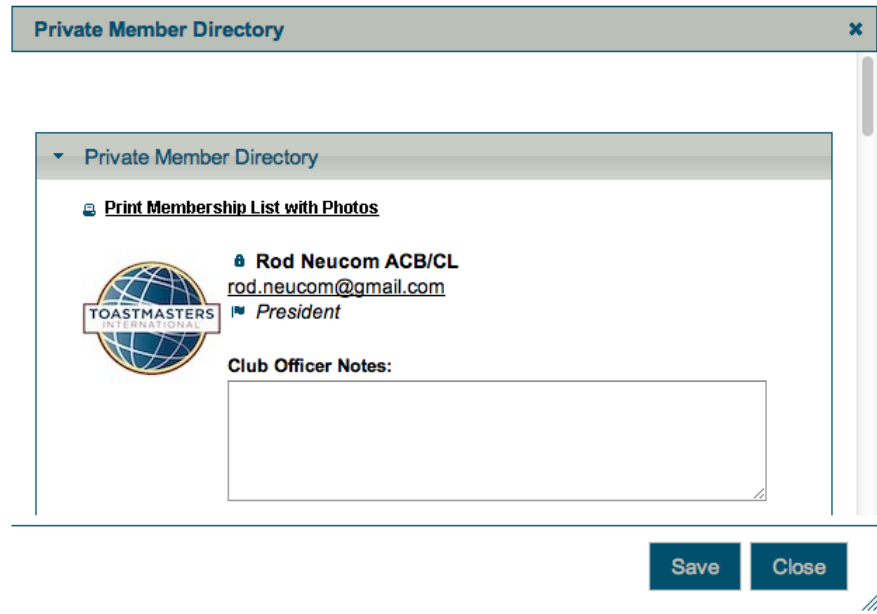 Private Member Directory
Private Member Directory
Print Membership List with Photos
Rod Neucom ACB/CL
rod.neucom@gmail.com
TOASTMASTERS
INTERNATIONAL
President
Club Officer Notes:
Save
Close